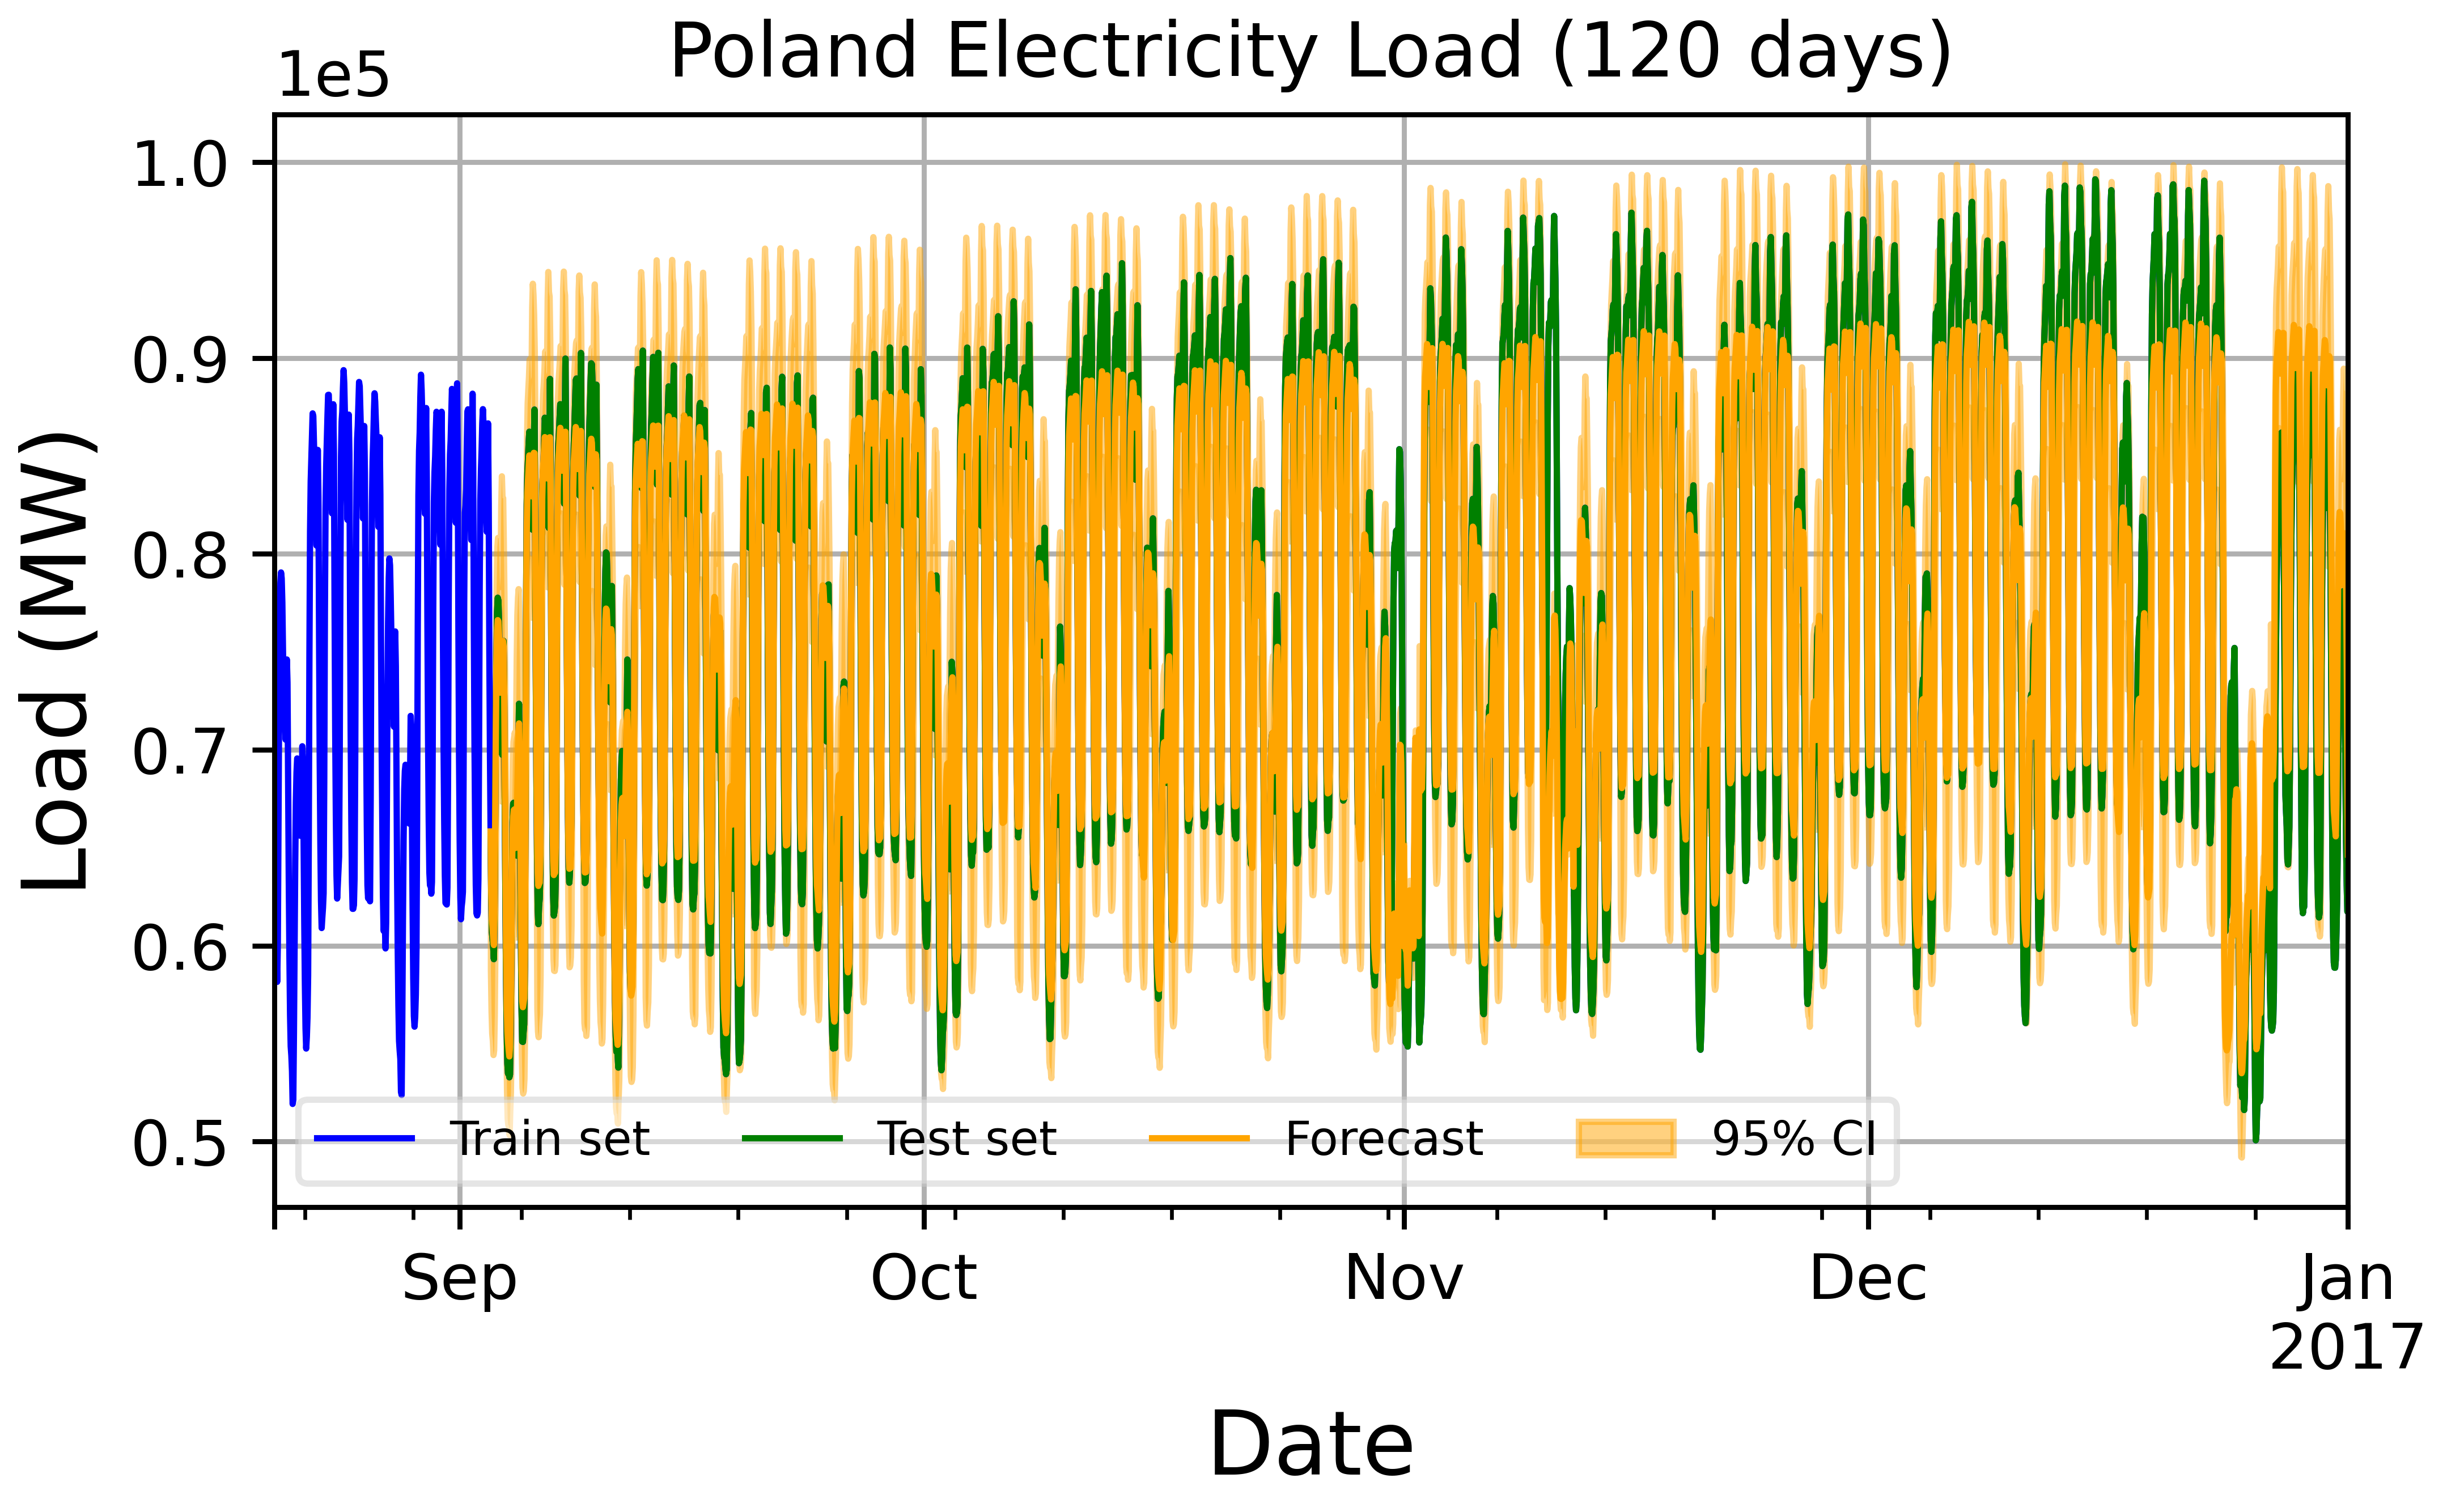 Poland Electricity Load (120 days)
1e5
1.0
0.9
0.8
0.7
0.6
0.5
Load (MW)
Train set
Test set
Forecast
95% CI
Sep
Oct
Nov
Dec
Jan
2017
Date